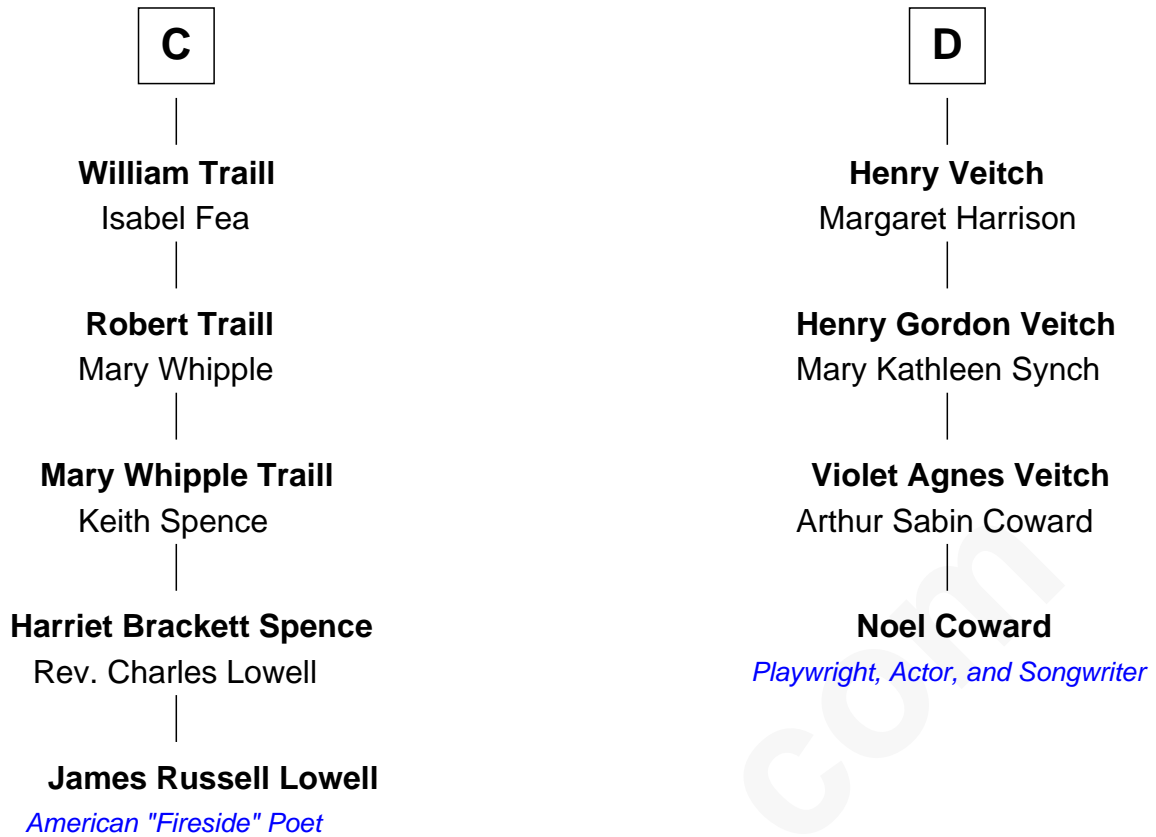 C
William Traill
Isabel Fea
Robert Traill
Mary Whipple
Mary Whipple Traill
Keith Spence
Harriet Brackett Spence
Rev. Charles Lowell
James Russell Lowell
American "Fireside" Poet
D
Henry Veitch
Margaret Harrison
Henry Gordon Veitch
Mary Kathleen Synch
Violet Agnes Veitch
Arthur Sabin Coward
Noel Coward
Playwright, Actor, and Songwriter
com